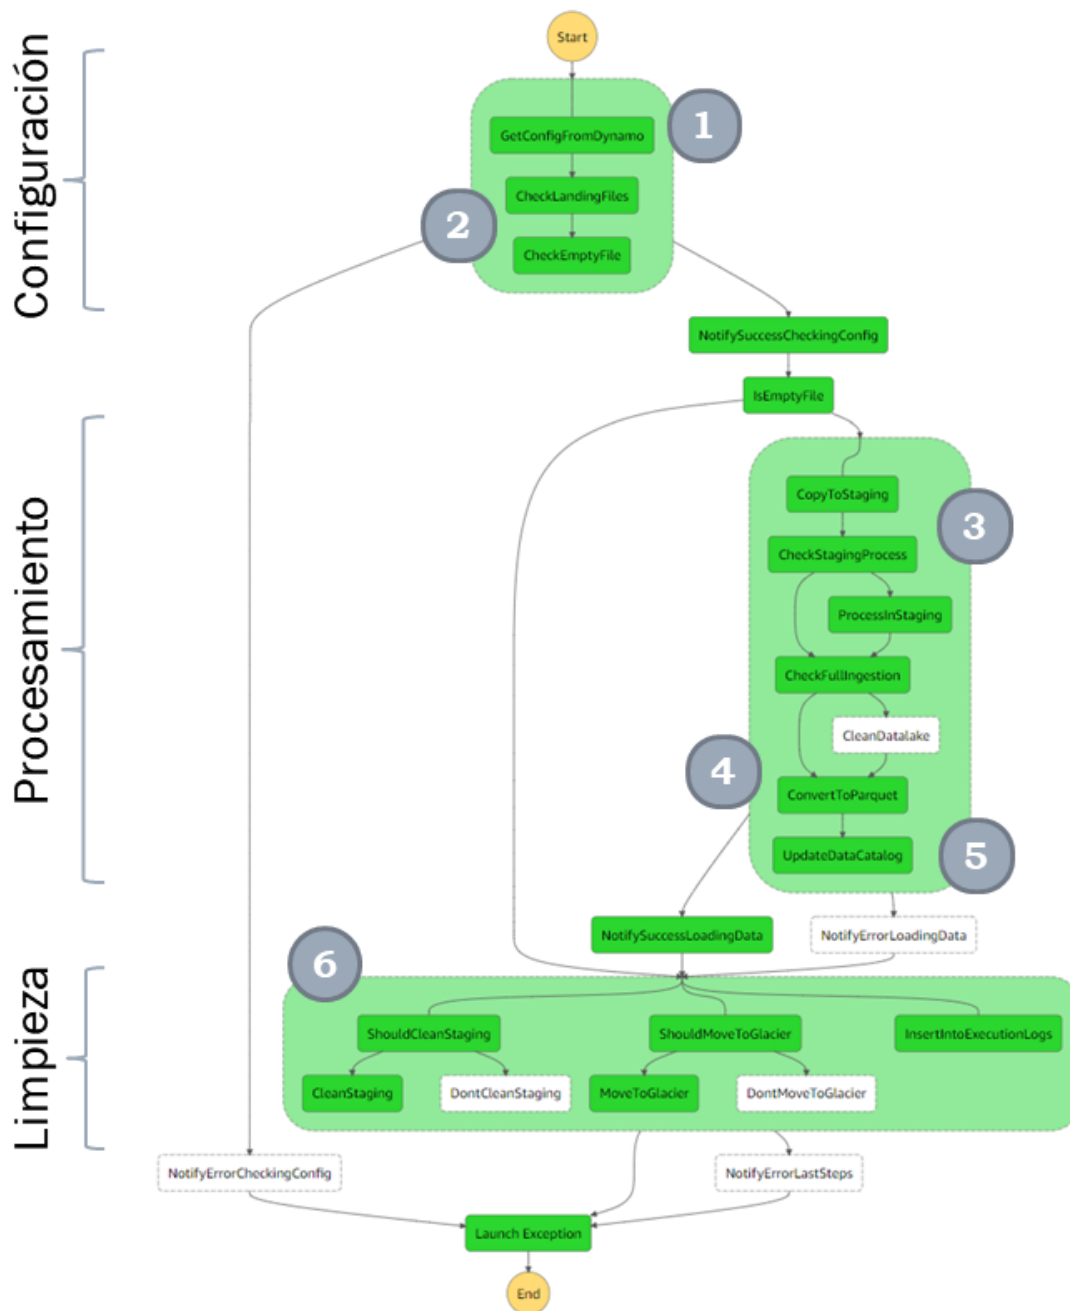 Start
Configuración
1
GetConfigFromDynamo
CheckLandingFiles
2
CheckEmptyFile
NotifySuccessCheckingConfig
IsEmptyFile
Procesamiento
CopyToStaging
3
CheckStagingProcess
ProcessInStaging
CheckFullIngestion
CleanDatalake
4
ConvertToParquet
UpdateDataCatalog
5
NotifySuccessLoadingData
NotifyErrorLoadingData
Limpieza
6
ShouldCleanStaging
ShouldMoveToGlacier
InsertIntoExecutionLogs
CleanStaging
DontCleanStaging
MoveToGlacier
DontMoveToGlacier
NotifyErrorCheckingConfig
NotifyErrorLastSteps
Launch Exception
End